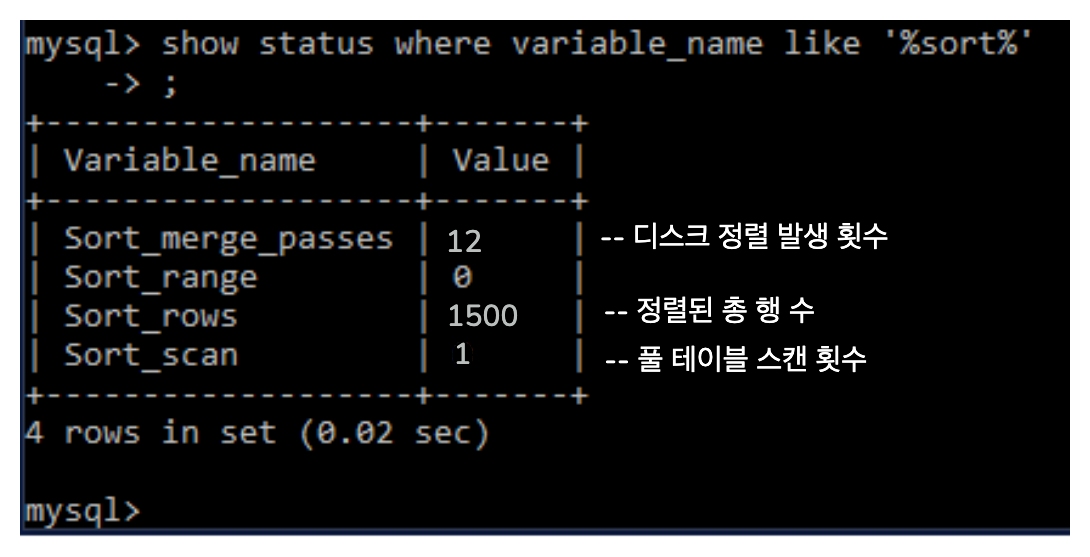 mysql> show status where variable_name like '%sort%'
    -> ;
+-------------------+-------+
| Variable_name     | Value |
+-------------------+-------+
| Sort_merge_passes | 12    | -- 디스크 정렬 발생 횟수
| Sort_range        | 0     |
| Sort_rows         | 1500  | -- 정렬된 총 행 수
| Sort_scan         | 1     | -- 풀 테이블 스캔 횟수
+-------------------+-------+
4 rows in set (0.02 sec)
mysql>